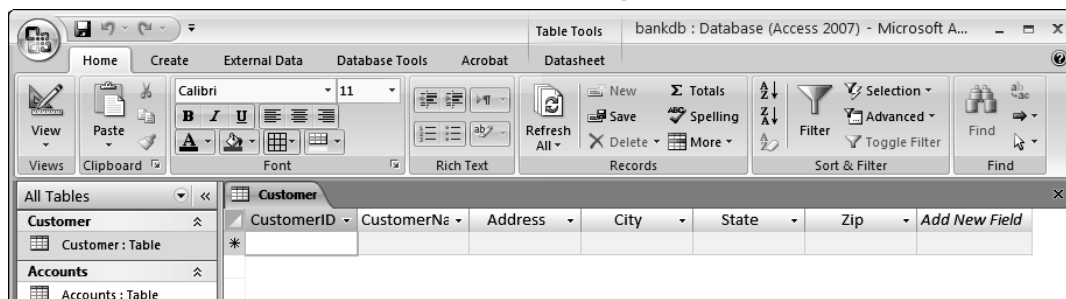 Table Tools bankdb : Database (Access 2007) - Microsoft A...
Home Create External Data Database Tools Acrobat Datasheet
View Paste Calibri 11 B I U A Refresh All New Save Delete Totals Spelling More Filter Selection Advanced Toggle Filter Find
Views Clipboard Font Rich Text Records Sort & Filter Find
All Tables « Customer
Customer CustomerID CustomerNa Address City State Zip Add New Field
Customer : Table *
Accounts
Accounts : Table